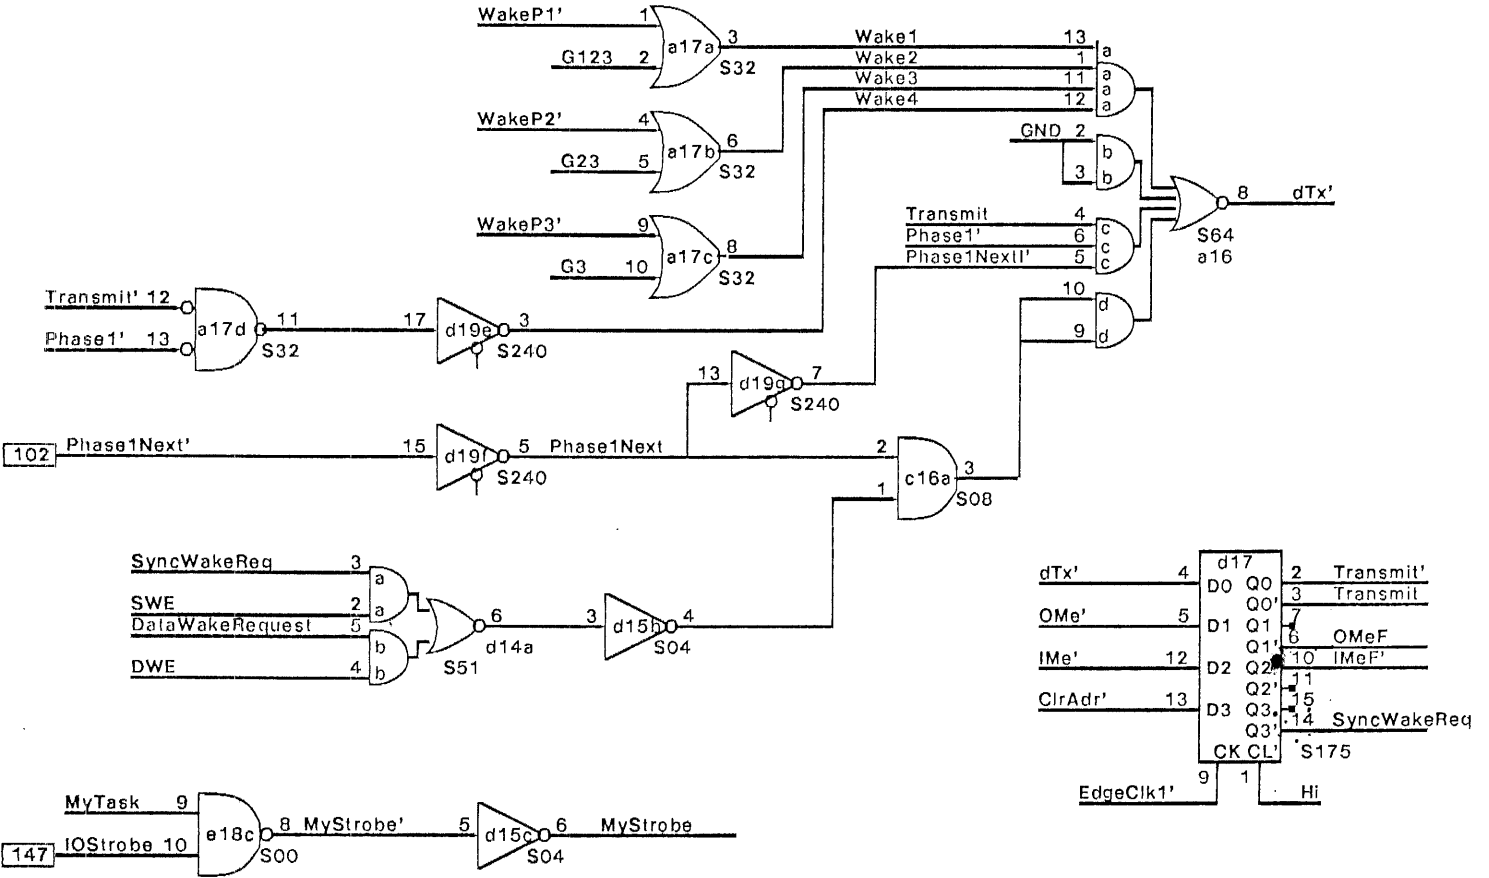 WakeP1' 1
a17a 3
G123 2
S32
Wake1 13 a
Wake2 1 a
Wake3 11 a
Wake4 12 a
WakeP2' 4
a17b 6
G23 5
S32
GND 2 b
3 b
WakeP3' 9
a17c 8
G3 10
S32
Transmit 4 c
Phase1' 6 c
Phase1NextI' 5 c
8 dTx'
S64
a16
10 d
9 d
Transmit' 12
Phase1' 13
a17d 11
S32
17 d19e 3
S240
13 d19g 7
S240
102 Phase1Next' 15 d19f 5 Phase1Next 2
S240
c16a 3
1
S08
SyncWakeReq 3 a
SWE 2 a
DataWakeRequest 5 b
DWE 4 b
6
d14a
S51
3 d15b 4
S04
d17
dTx' 4 D0 Q0 2 Transmit'
Q0' 3 Transmit
OMe' 5 D1 Q1 7
Q1' 6 OMeF
IMe' 12 D2 Q2 10 IMeF'
Q2' 11
ClrAdr' 13 D3 Q3 15
Q3' 14 SyncWakeReq
CK CL' S175
9 1
EdgeClk1' Hi
MyTask 9
147 IOStrobe 10
e18c 8 MyStrobe' 5 d15c 6 MyStrobe
S00
S04